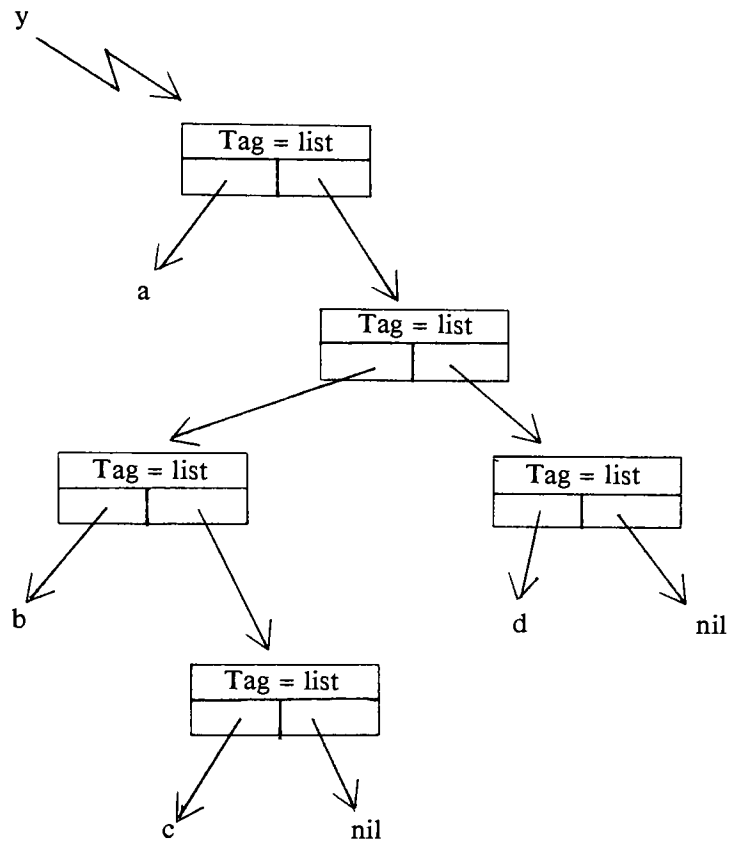 y
Tag = list
a
Tag = list
Tag = list
Tag = list
b
d
nil
Tag = list
c
nil